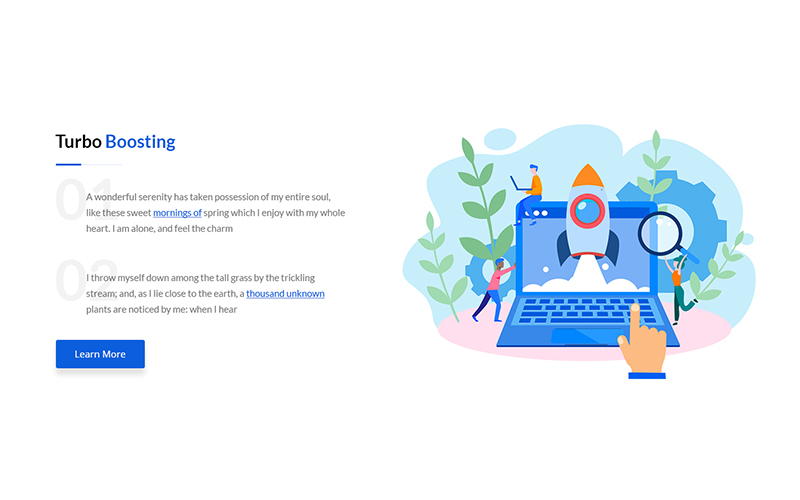 Turbo Boosting
01
A wonderful serenity has taken possession of my entire soul,
like these sweet mornings of spring which I enjoy with my whole
heart. I am alone, and feel the charm
02
I throw myself down among the tall grass by the trickling
stream; and, as I lie close to the earth, a thousand unknown
plants are noticed by me: when I hear
Learn More